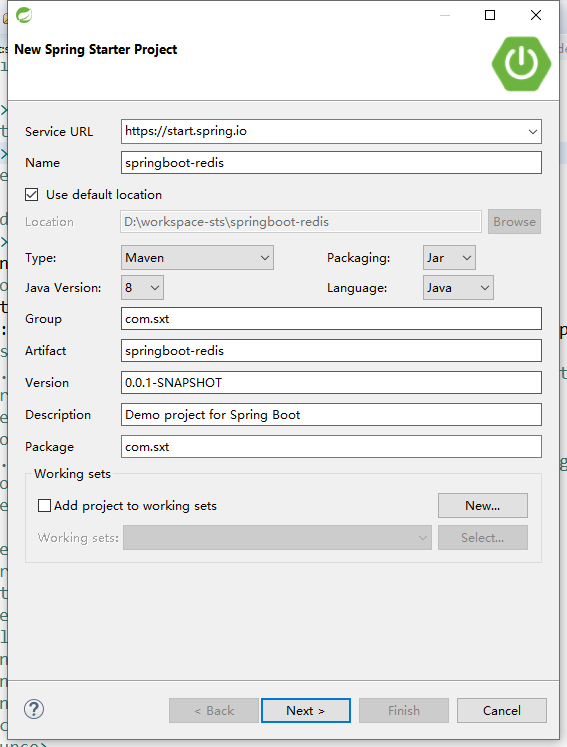 New Spring Starter Project
Service URL https://start.spring.io
Name springboot-redis
Use default location
Location D:\workspace-sts\springboot-redis Browse
Type: Maven Packaging: Jar
Java Version: 8 Language: Java
Group com.sxt
Artifact springboot-redis
Version 0.0.1-SNAPSHOT
Description Demo project for Spring Boot
Package com.sxt
Working sets
Add project to working sets New...
Working sets: Select...
? < Back Next > Finish Cancel